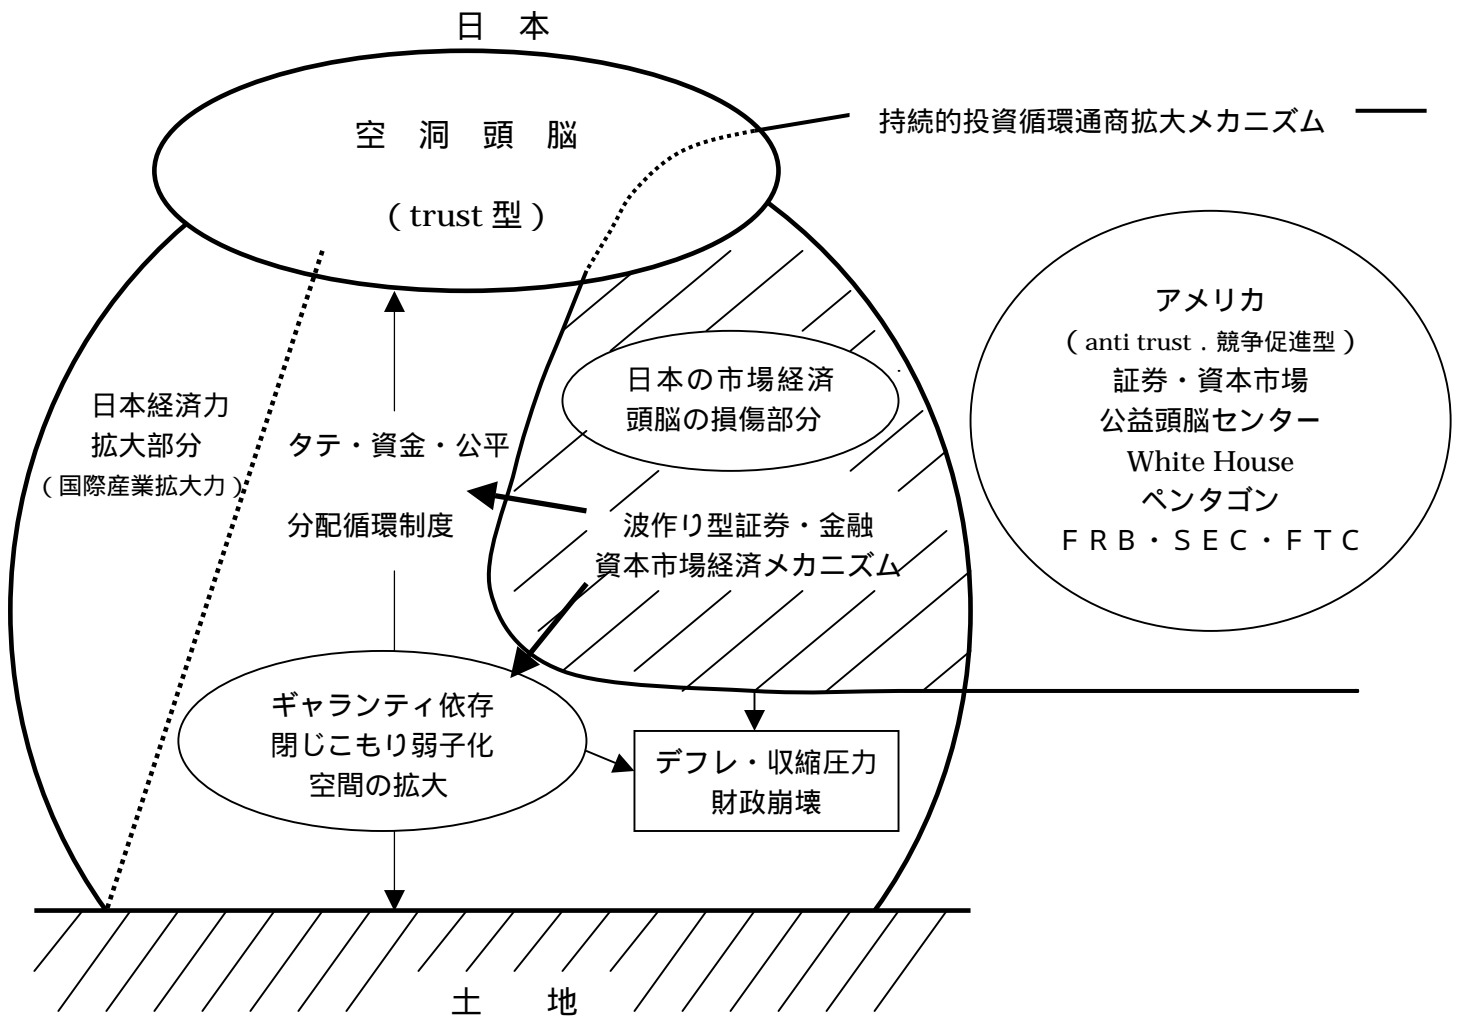 日　本
空　洞　頭　脳
（ trust 型 ）
持続的投資循環通商拡大メカニズム
アメリカ
（ anti trust . 競争促進型 ）
証券・資本市場
公益頭脳センター
White House
ペンタゴン
ＦＲＢ・ＳＥＣ・ＦＴＣ
日本の市場経済
頭脳の損傷部分
日本経済力
拡大部分
（国際産業拡大力）
タテ・資金・公平
分配循環制度
波作り型証券・金融
資本市場経済メカニズム
ギャランティ依存
閉じこもり弱子化
空間の拡大
デフレ・収縮圧力
財政崩壊
土　　地